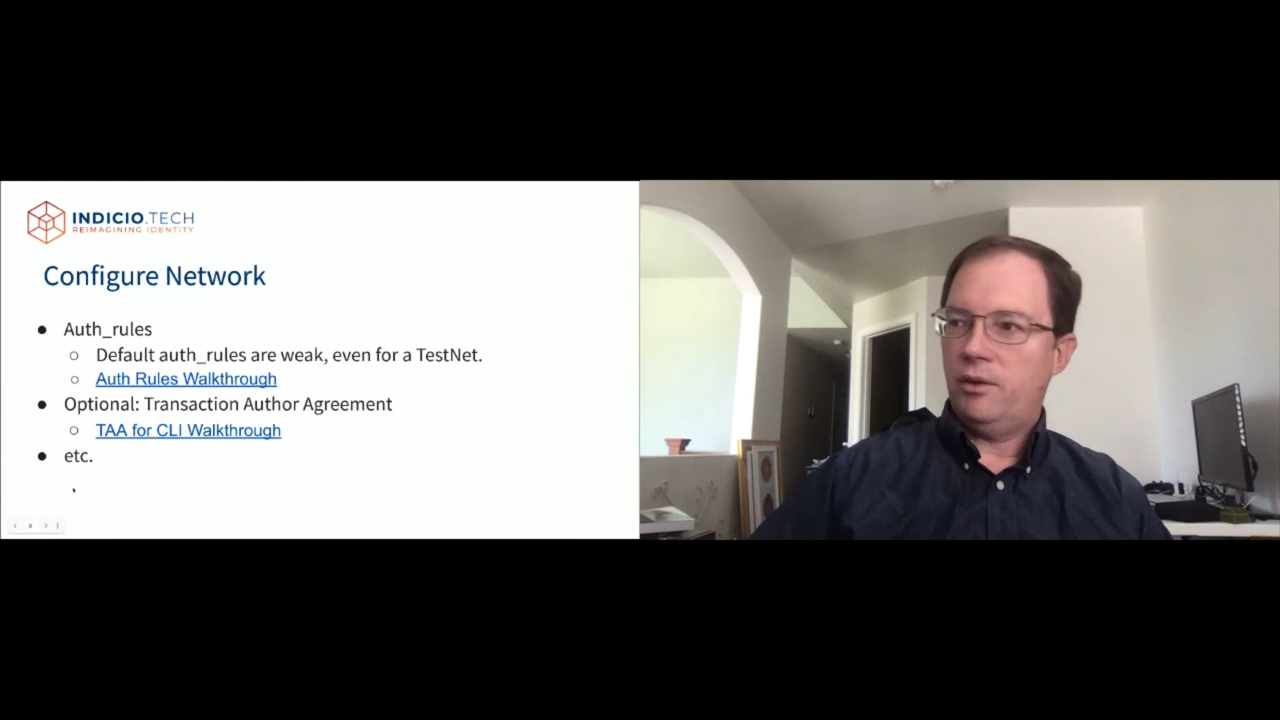 INDICIO.TECH
REIMAGINING IDENTITY
Configure Network
● Auth_rules
○ Default auth_rules are weak, even for a TestNet.
○ Auth Rules Walkthrough
● Optional: Transaction Author Agreement
○ TAA for CLI Walkthrough
● etc.